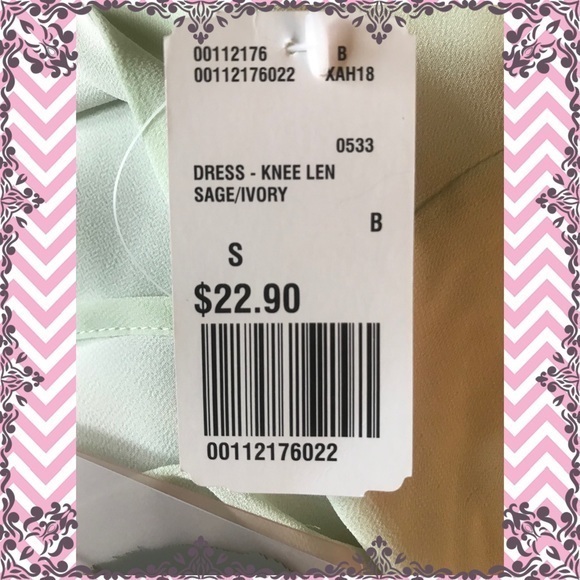 00112176 B
00112176022 XAH18
0533
DRESS - KNEE LEN
SAGE/IVORY
B
S
$22.90
00112176022